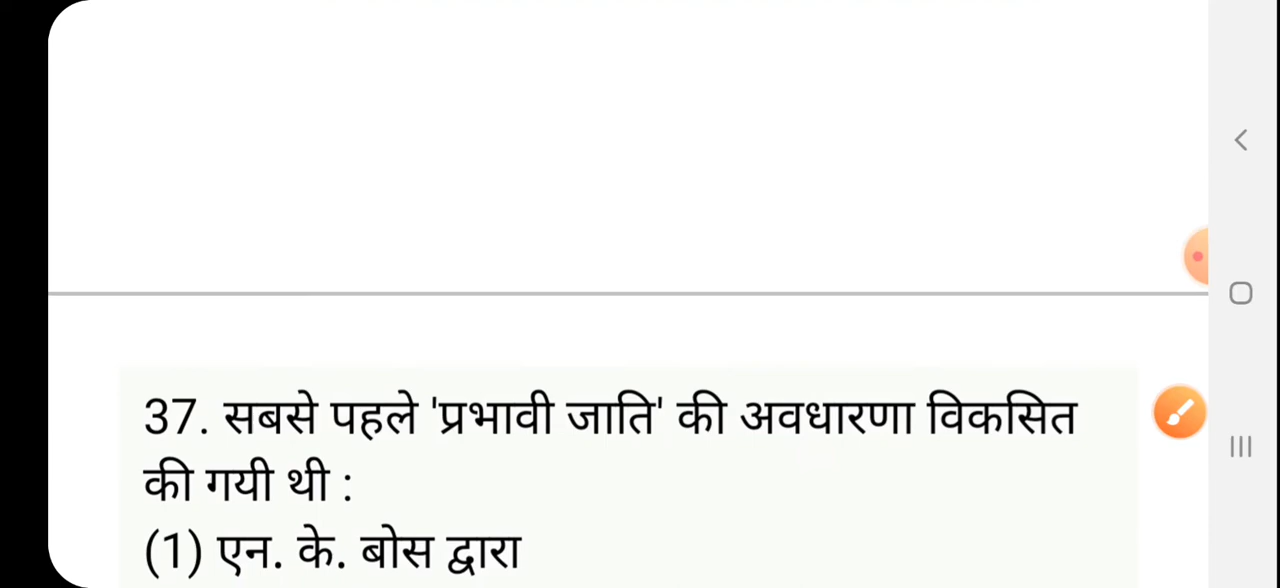 37. सबसे पहले 'प्रभावी जाति' की अवधारणा विकसित
की गयी थी :
(1) एन. के. बोस द्वारा